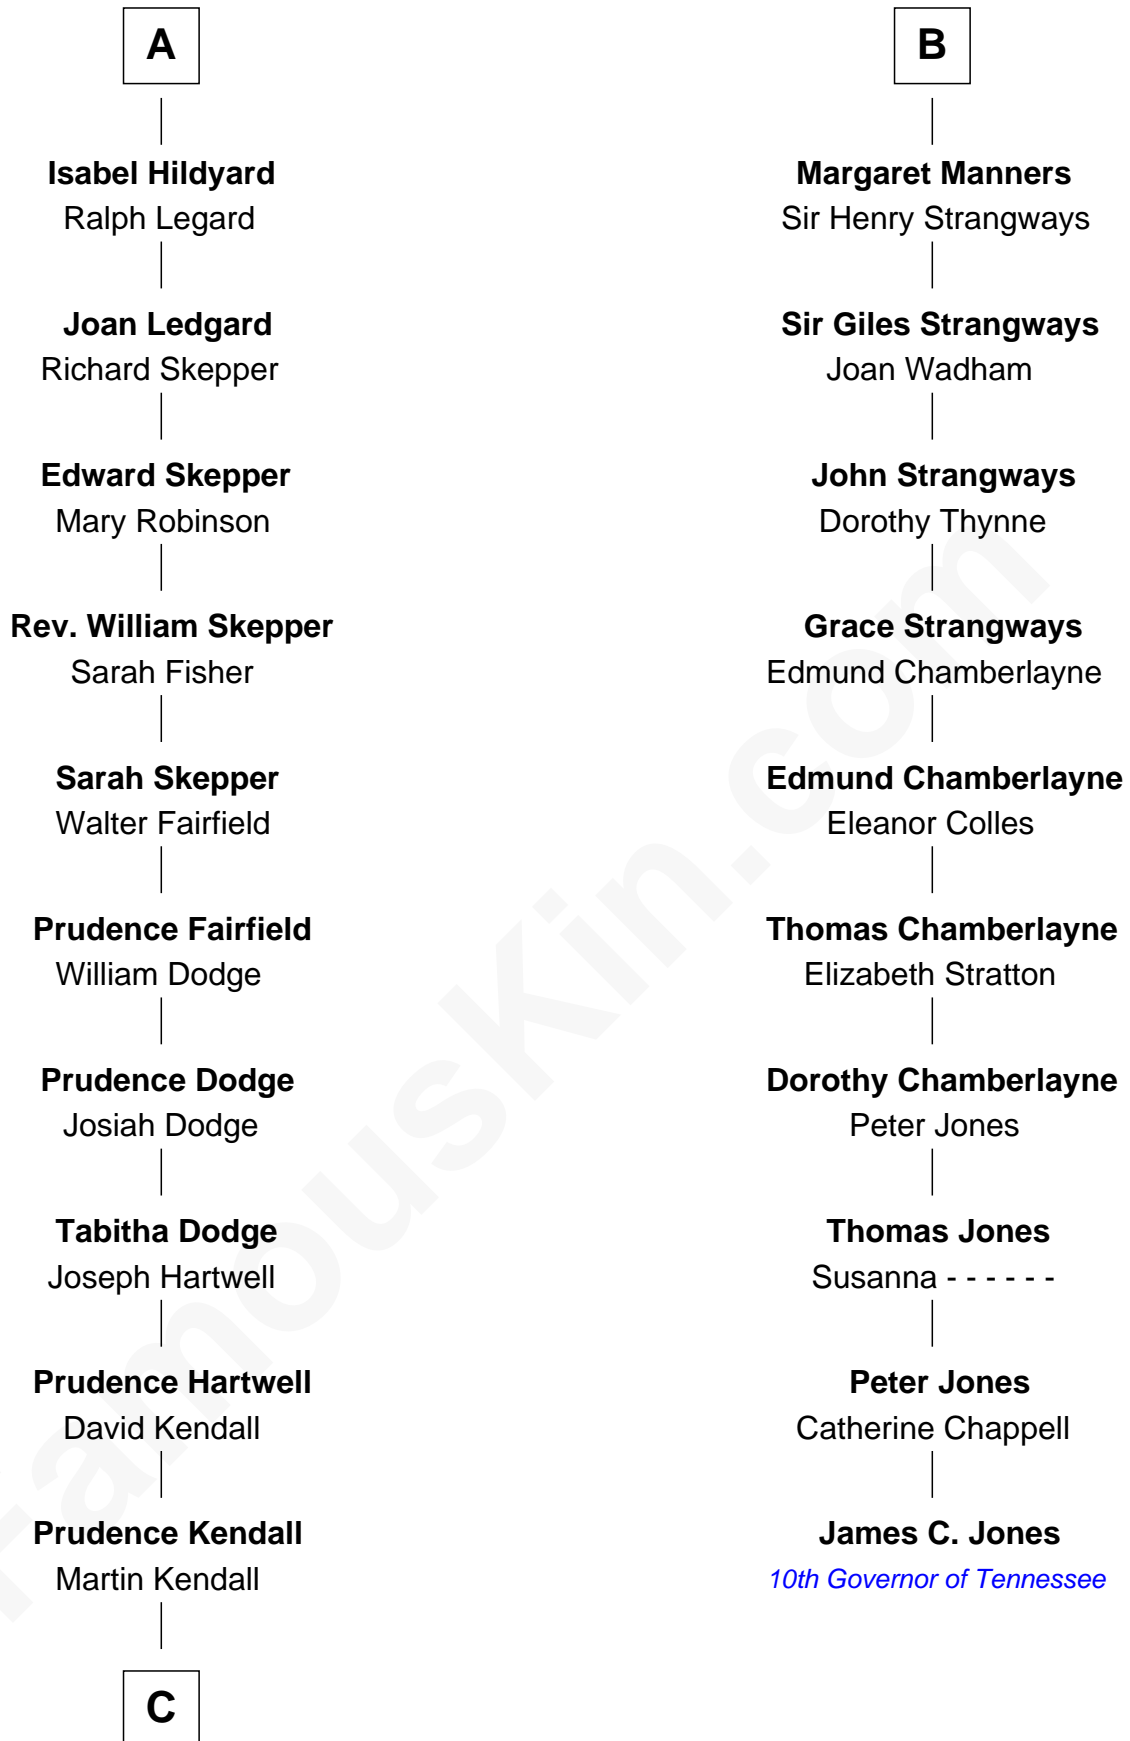 A
Isabel Hildyard
Ralph Legard
Joan Ledgard
Richard Skepper
Edward Skepper
Mary Robinson
Rev. William Skepper
Sarah Fisher
Sarah Skepper
Walter Fairfield
Prudence Fairfield
William Dodge
Prudence Dodge
Josiah Dodge
Tabitha Dodge
Joseph Hartwell
Prudence Hartwell
David Kendall
Prudence Kendall
Martin Kendall
C
B
Margaret Manners
Sir Henry Strangways
Sir Giles Strangways
Joan Wadham
John Strangways
Dorothy Thynne
Grace Strangways
Edmund Chamberlayne
Edmund Chamberlayne
Eleanor Colles
Thomas Chamberlayne
Elizabeth Stratton
Dorothy Chamberlayne
Peter Jones
Thomas Jones
Susanna - - - - - -
Peter Jones
Catherine Chappell
James C. Jones
10th Governor of Tennessee
FamousKin.com